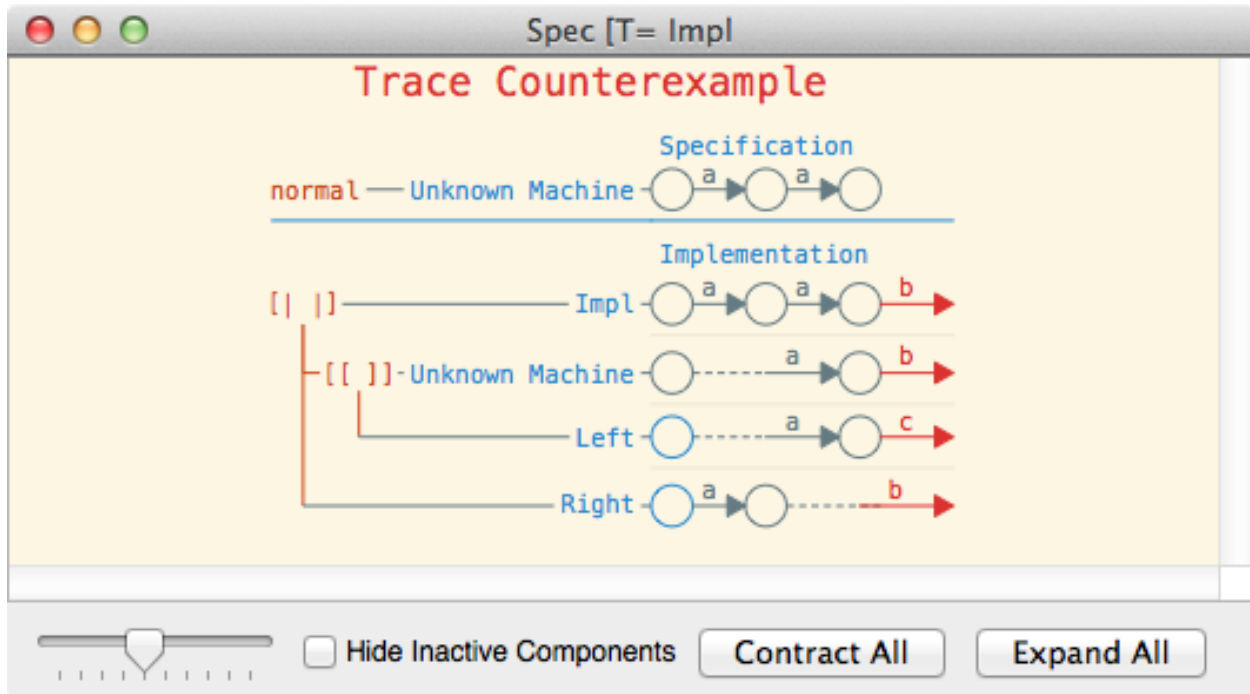 Spec [T= Impl
Trace Counterexample
Specification
normal Unknown Machine a a
Implementation
[| |] Impl a a b
[[ ]] Unknown Machine a b
Left a c
Right a b
Hide Inactive Components Contract All Expand All